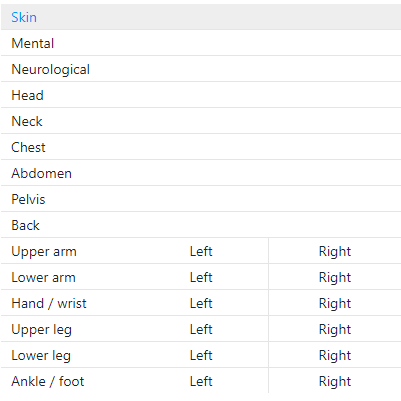 Skin
Mental
Neurological
Head
Neck
Chest
Abdomen
Pelvis
Back
Upper arm Left Right
Lower arm Left Right
Hand / wrist Left Right
Upper leg Left Right
Lower leg Left Right
Ankle / foot Left Right